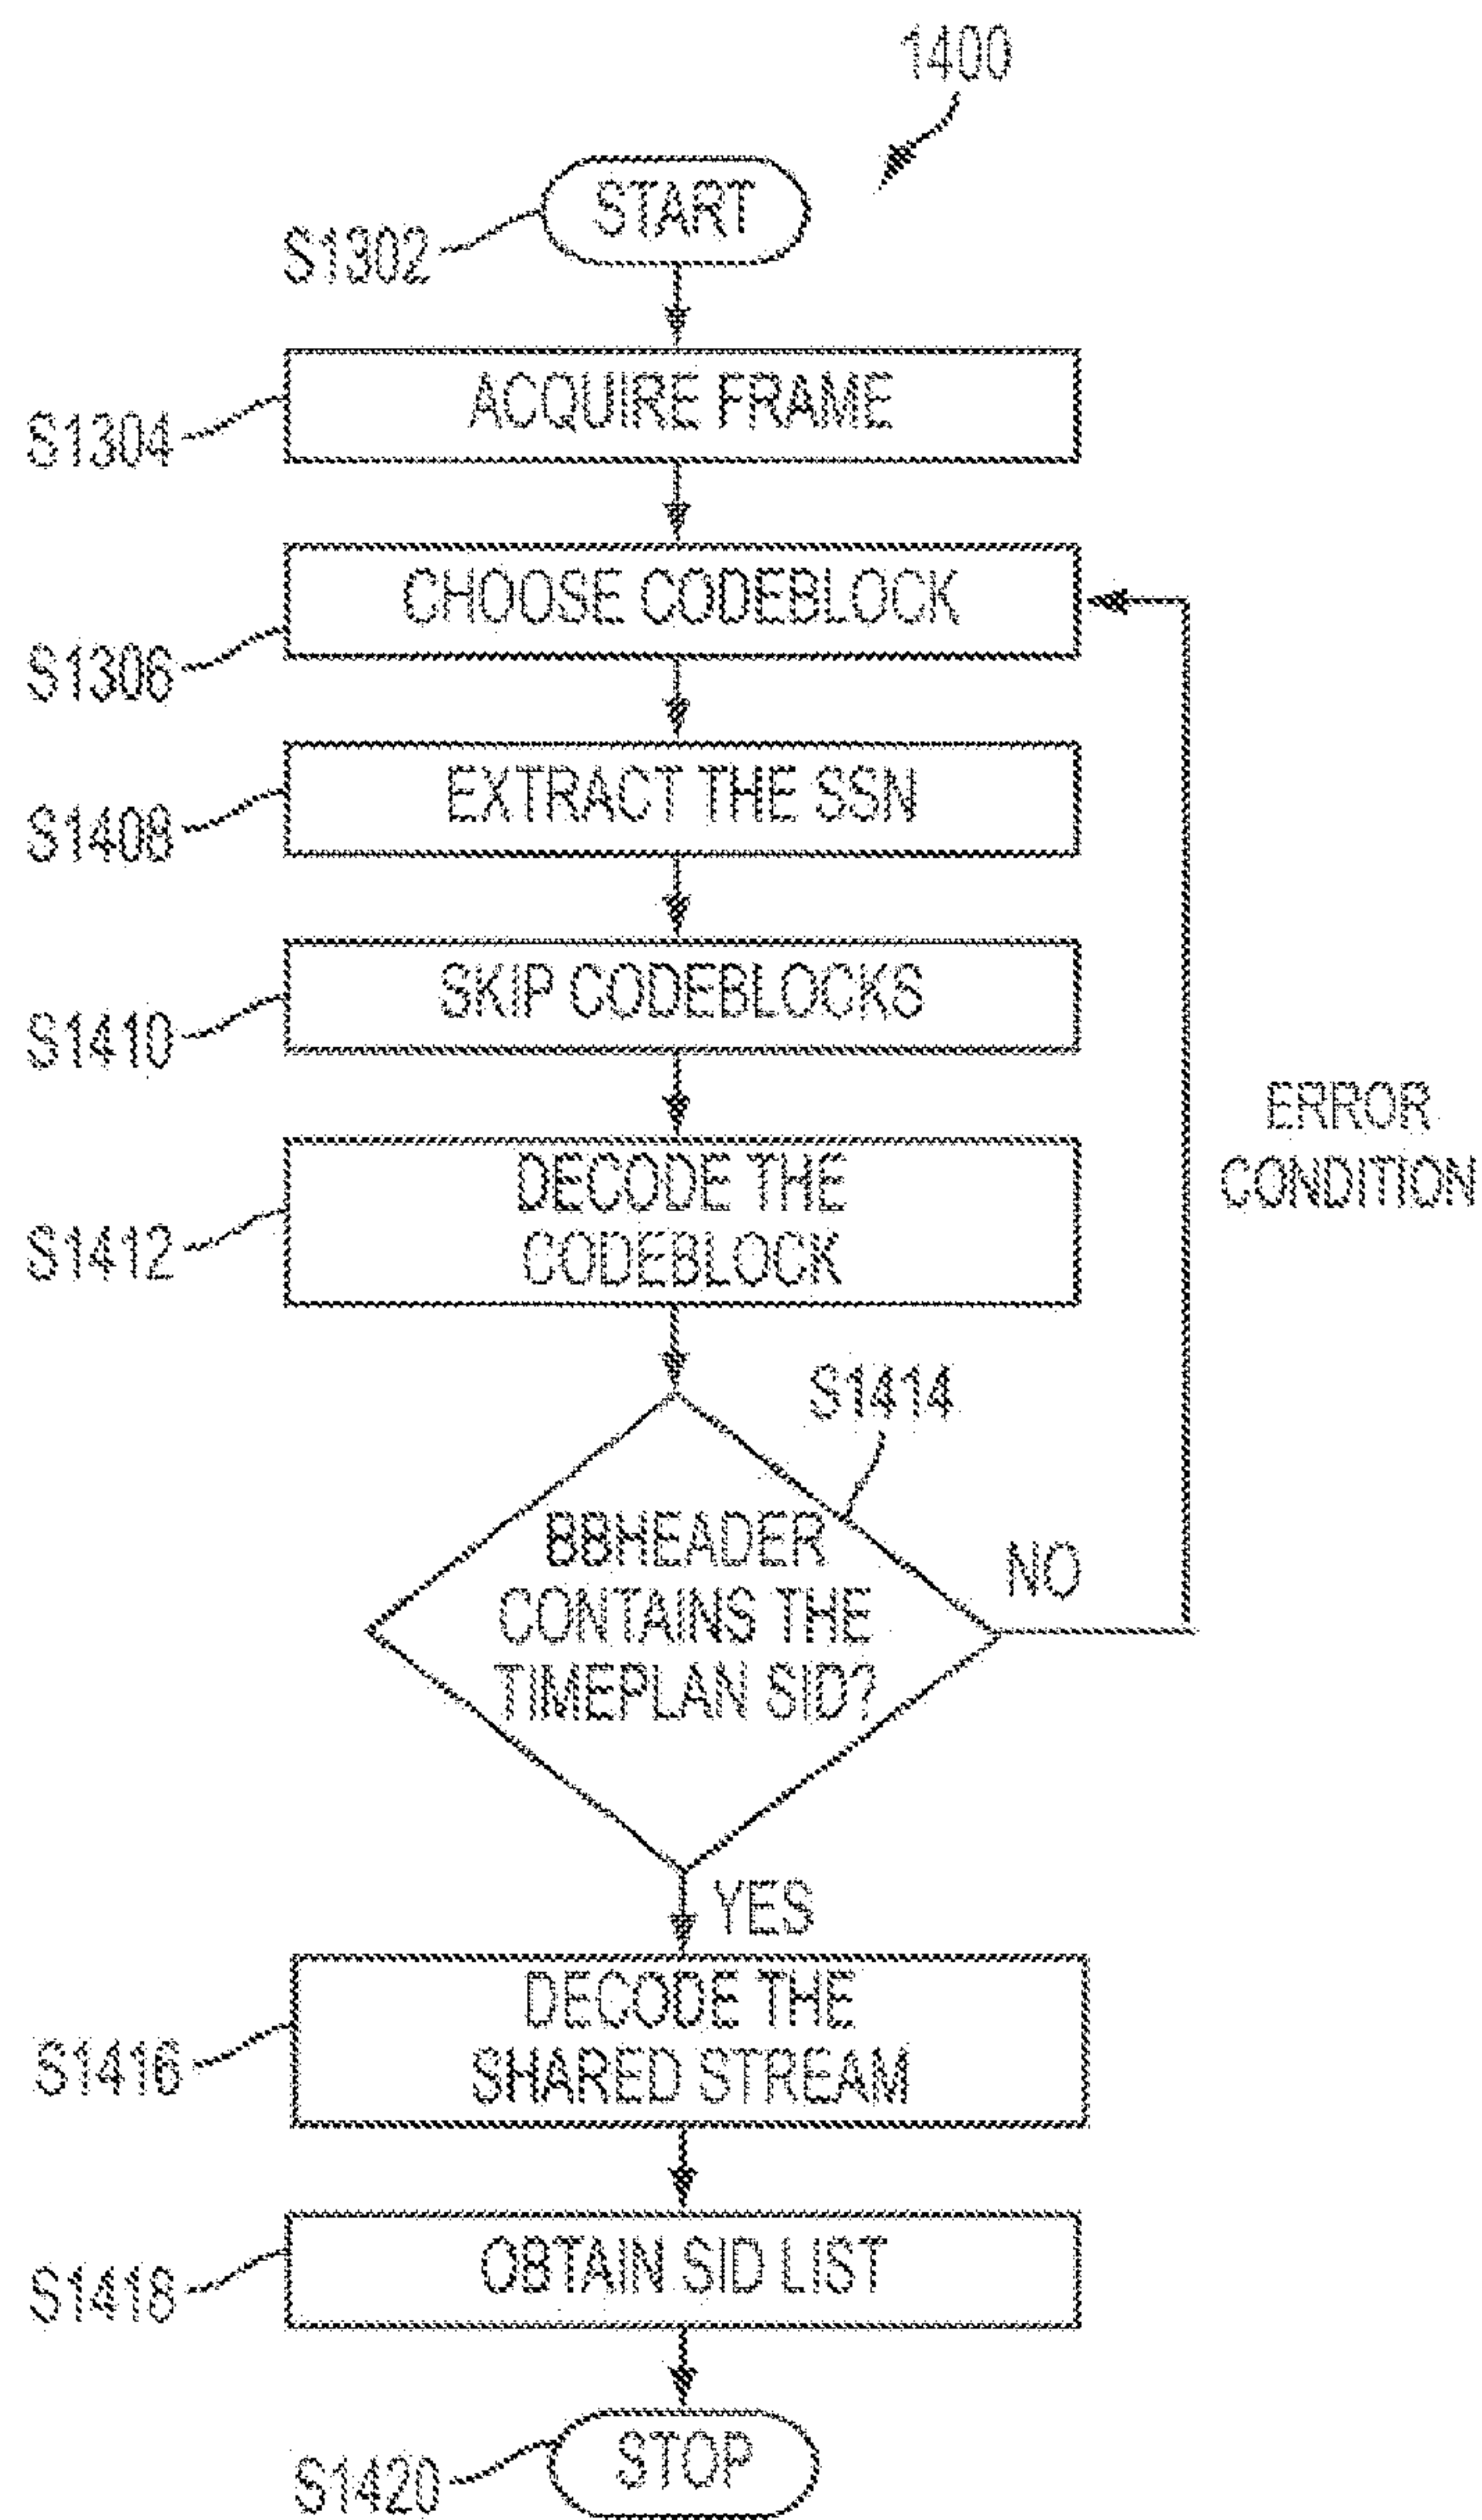 1400
START
S1302
ACQUIRE FRAME
S1304
CHOOSE CODEBLOCK
S1306
EXTRACT THE SSN
S1408
SKIP CODEBLOCKS
S1410
ERROR
CONDITION
DECODE THE
CODEBLOCK
S1412
S1414
BBHEADER
CONTAINS THE
TIMEPLAN SID?
NO
YES
DECODE THE
SHARED STREAM
S1416
OBTAIN SID LIST
S1418
STOP
S1420